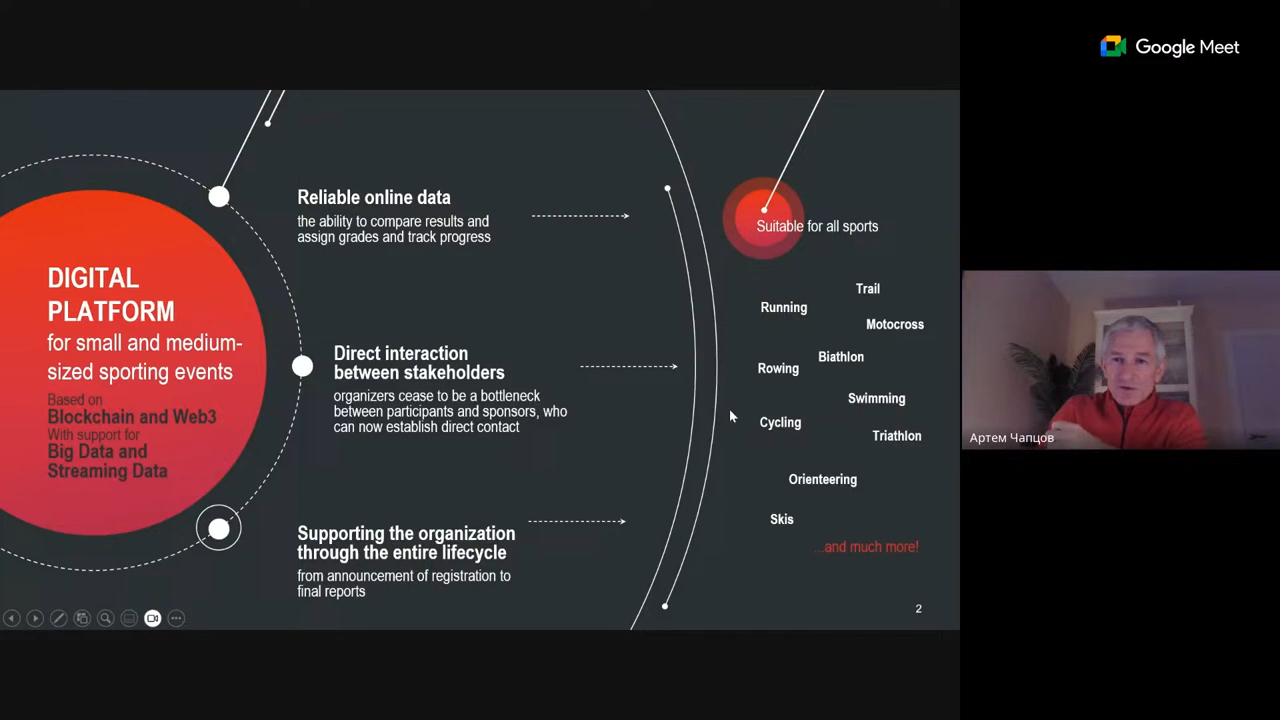 Google Meet
Reliable online data
the ability to compare results and
assign grades and track progress
Suitable for all sports
DIGITAL
PLATFORM
for small and medium-
sized sporting events
Based on
Blockchain and Web3
With support for
Big Data and
Streaming Data
Direct interaction
between stakeholders
organizers cease to be a bottleneck
between participants and sponsors, who
can now establish direct contact
Supporting the organization
through the entire lifecycle
from announcement of registration to
final reports
Trail
Running
Motocross
Biathlon
Rowing
Swimming
Cycling
Triathlon
Orienteering
Skis
...and much more!
2
Артем Чапцов